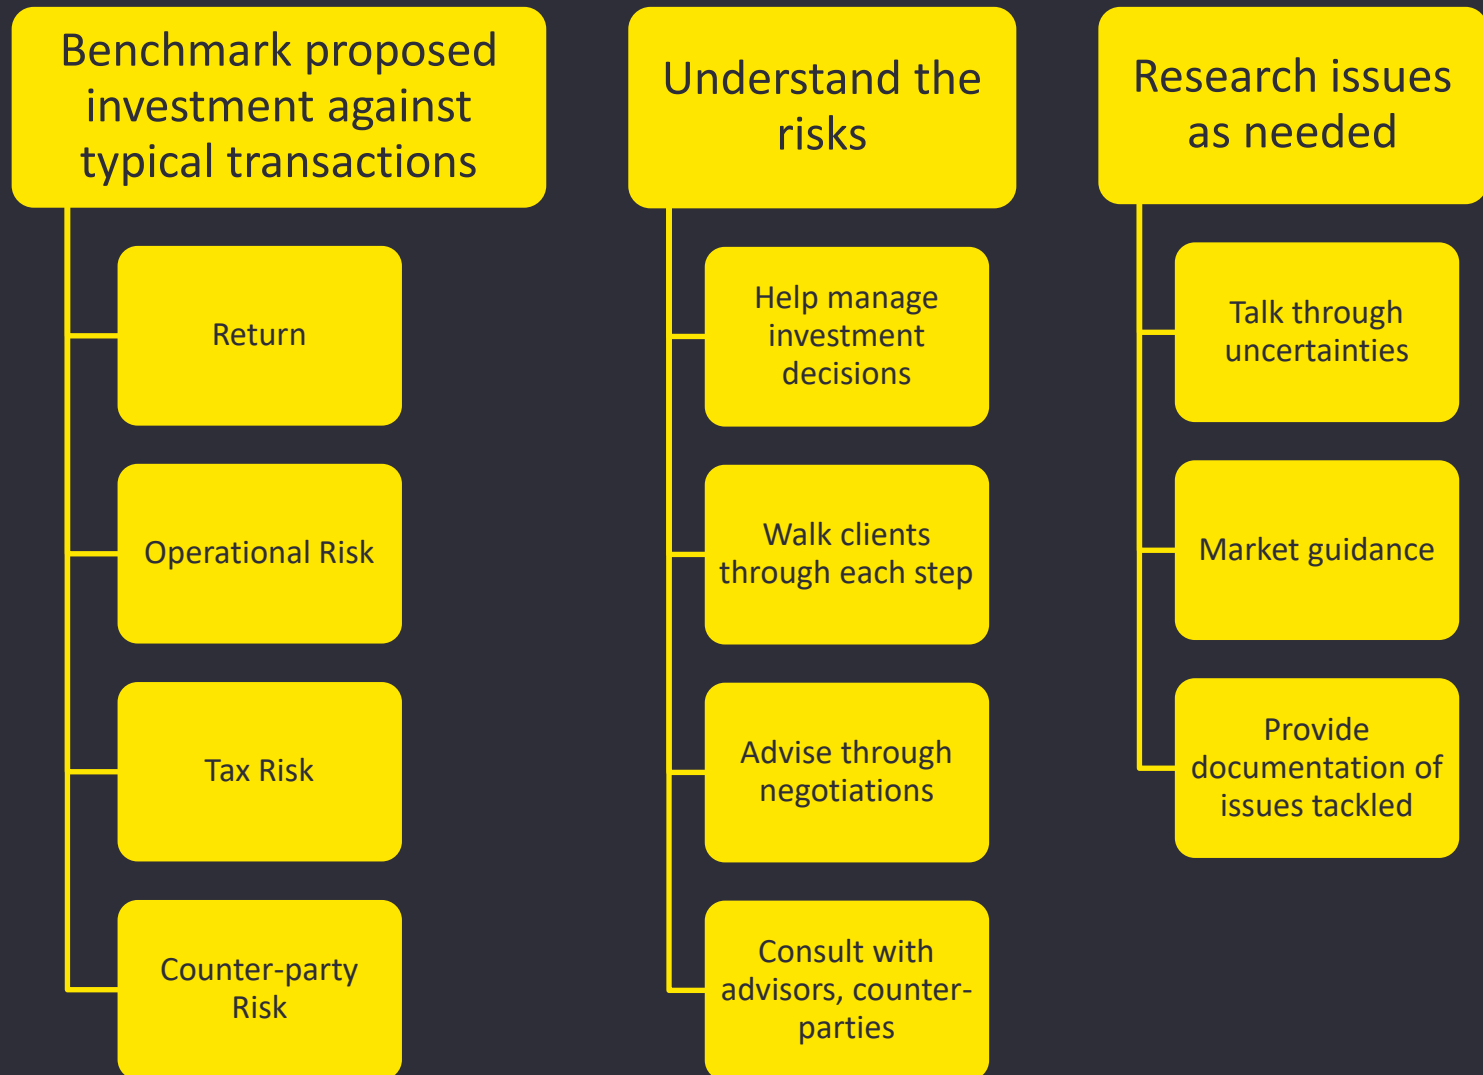 Benchmark proposed
investment against
typical transactions
Return
Operational Risk
Tax Risk
Counter-party
Risk
Understand the
risks
Help manage
investment
decisions
Walk clients
through each step
Advise through
negotiations
Consult with
advisors, counter-
parties
Research issues
as needed
Talk through
uncertainties
Market guidance
Provide
documentation of
issues tackled